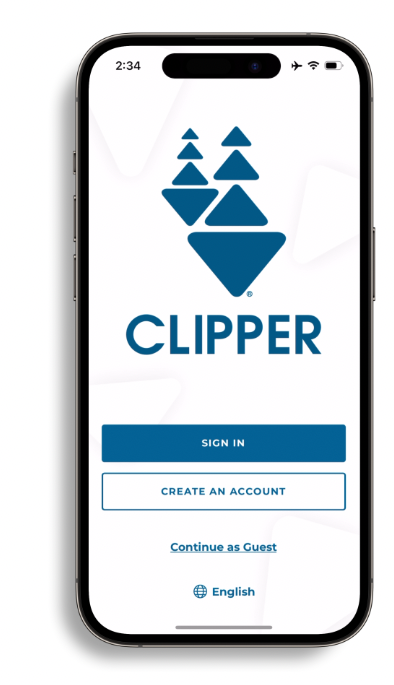 2:34
®
CLIPPER
SIGN IN
CREATE AN ACCOUNT
Continue as Guest
English